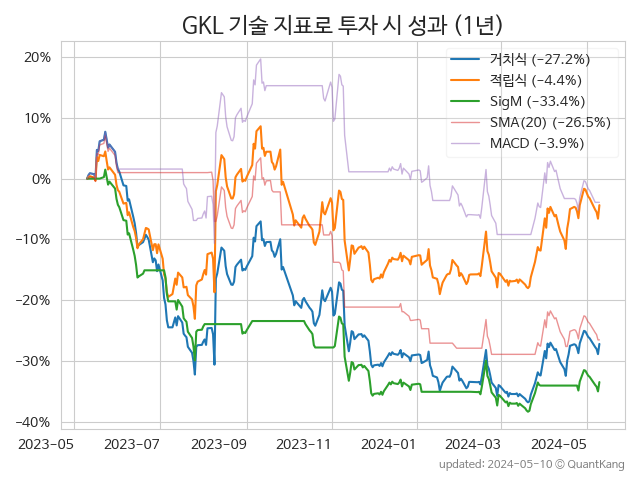 GKL 기술 지표로 투자 시 성과 (1년)
거치식 (−27.2%)
적립식 (−4.4%)
SigM (−33.4%)
SMA(20) (−26.5%)
MACD (−3.9%)
20%
10%
0%
−10%
−20%
−30%
−40%
2023-05 2023-07 2023-09 2023-11 2024-01 2024-03 2024-05
updated: 2024-05-10 © QuantKang